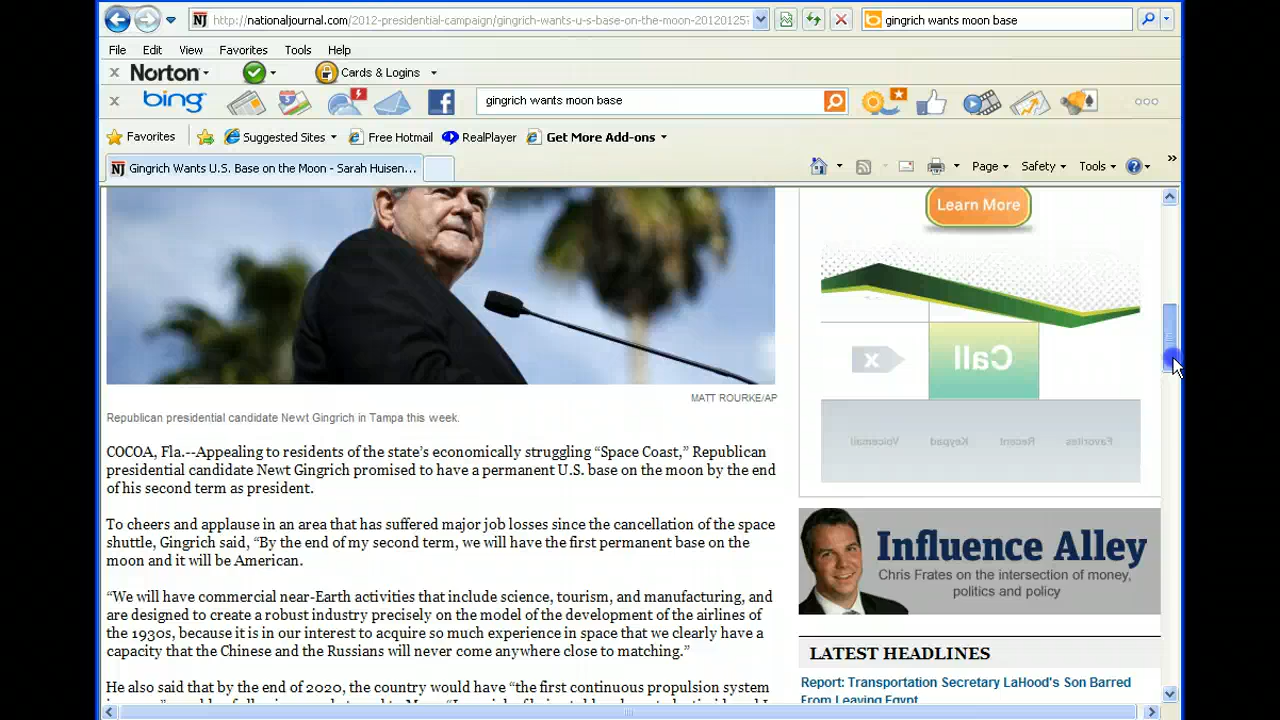 NJ http://nationaljournal.com/2012-presidential-campaign/gingrich-wants-u-s-base-on-the-moon-20120125?
gingrich wants moon base
File Edit View Favorites Tools Help
x Norton Cards & Logins
x bing gingrich wants moon base
Favorites Suggested Sites Free Hotmail RealPlayer Get More Add-ons
NJ Gingrich Wants U.S. Base on the Moon - Sarah Huisen... Page Safety Tools
Learn More
x Call
Voicemail Keypad Recent Favorites
MATT ROURKE/AP
Republican presidential candidate Newt Gingrich in Tampa this week.
COCOA, Fla.--Appealing to residents of the state’s economically struggling “Space Coast,” Republican
presidential candidate Newt Gingrich promised to have a permanent U.S. base on the moon by the end
of his second term as president.
To cheers and applause in an area that has suffered major job losses since the cancellation of the space
shuttle, Gingrich said, “By the end of my second term, we will have the first permanent base on the
moon and it will be American.
“We will have commercial near-Earth activities that include science, tourism, and manufacturing, and
are designed to create a robust industry precisely on the model of the development of the airlines of
the 1930s, because it is in our interest to acquire so much experience in space that we clearly have a
capacity that the Chinese and the Russians will never come anywhere close to matching.”
He also said that by the end of 2020, the country would have “the first continuous propulsion system
Influence Alley
Chris Frates on the intersection of money,
politics and policy
LATEST HEADLINES
Report: Transportation Secretary LaHood's Son Barred
From Leaving Egypt